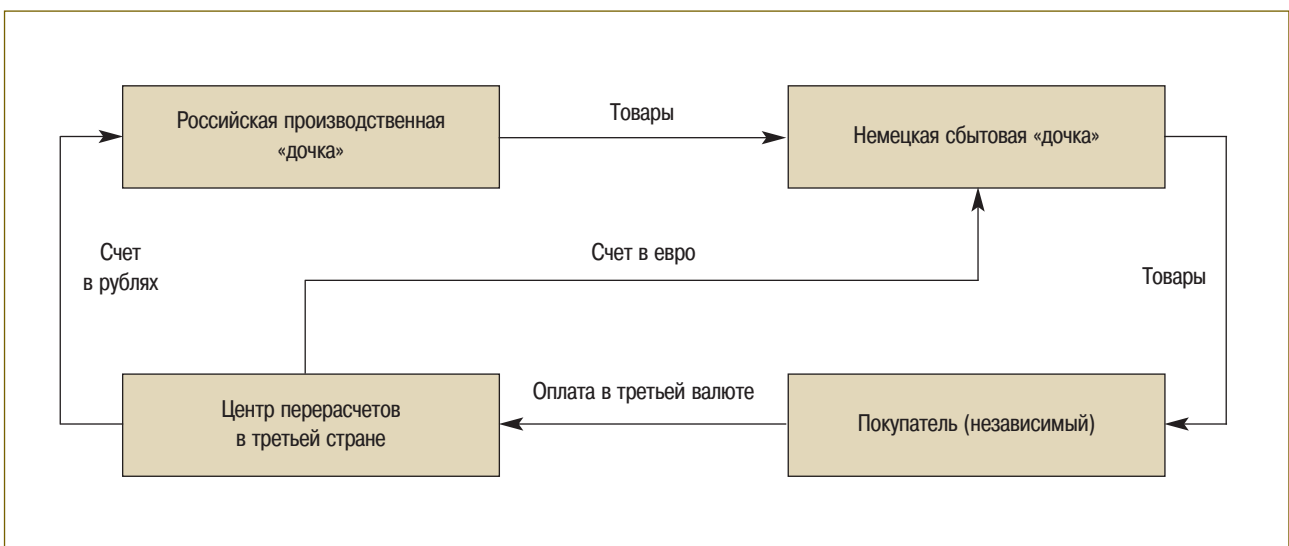 Российская производственная
«дочка»
Товары
Немецкая сбытовая «дочка»
Счет
в рублях
Счет в евро
Товары
Центр перерасчетов
в третьей стране
Оплата в третьей валюте
Покупатель (независимый)